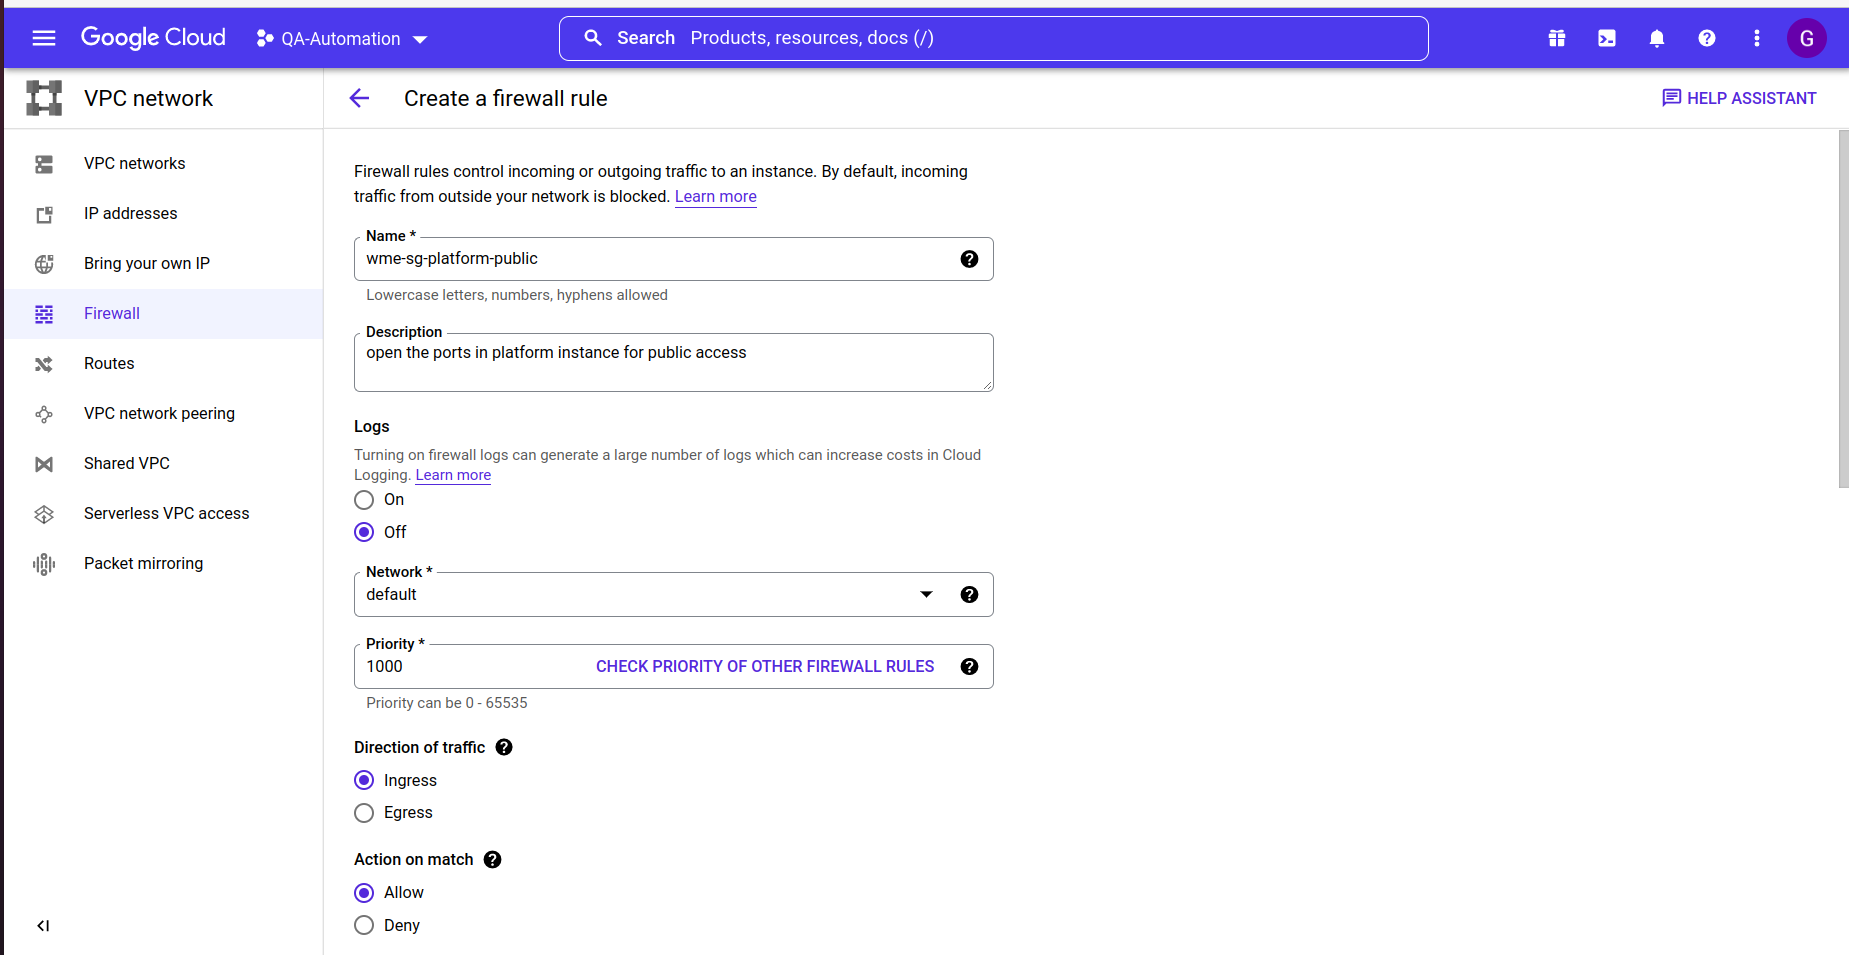 Google Cloud
QA-Automation
Search Products, resources, docs (/)
G
VPC network
Create a firewall rule
HELP ASSISTANT
VPC networks
IP addresses
Bring your own IP
Firewall
Routes
VPC network peering
Shared VPC
Serverless VPC access
Packet mirroring
Firewall rules control incoming or outgoing traffic to an instance. By default, incoming
traffic from outside your network is blocked. Learn more
Name *
wme-sg-platform-public
Lowercase letters, numbers, hyphens allowed
Description
open the ports in platform instance for public access
Logs
Turning on firewall logs can generate a large number of logs which can increase costs in Cloud
Logging. Learn more
On
Off
Network *
default
Priority *
1000 CHECK PRIORITY OF OTHER FIREWALL RULES
Priority can be 0 - 65535
Direction of traffic
Ingress
Egress
Action on match
Allow
Deny